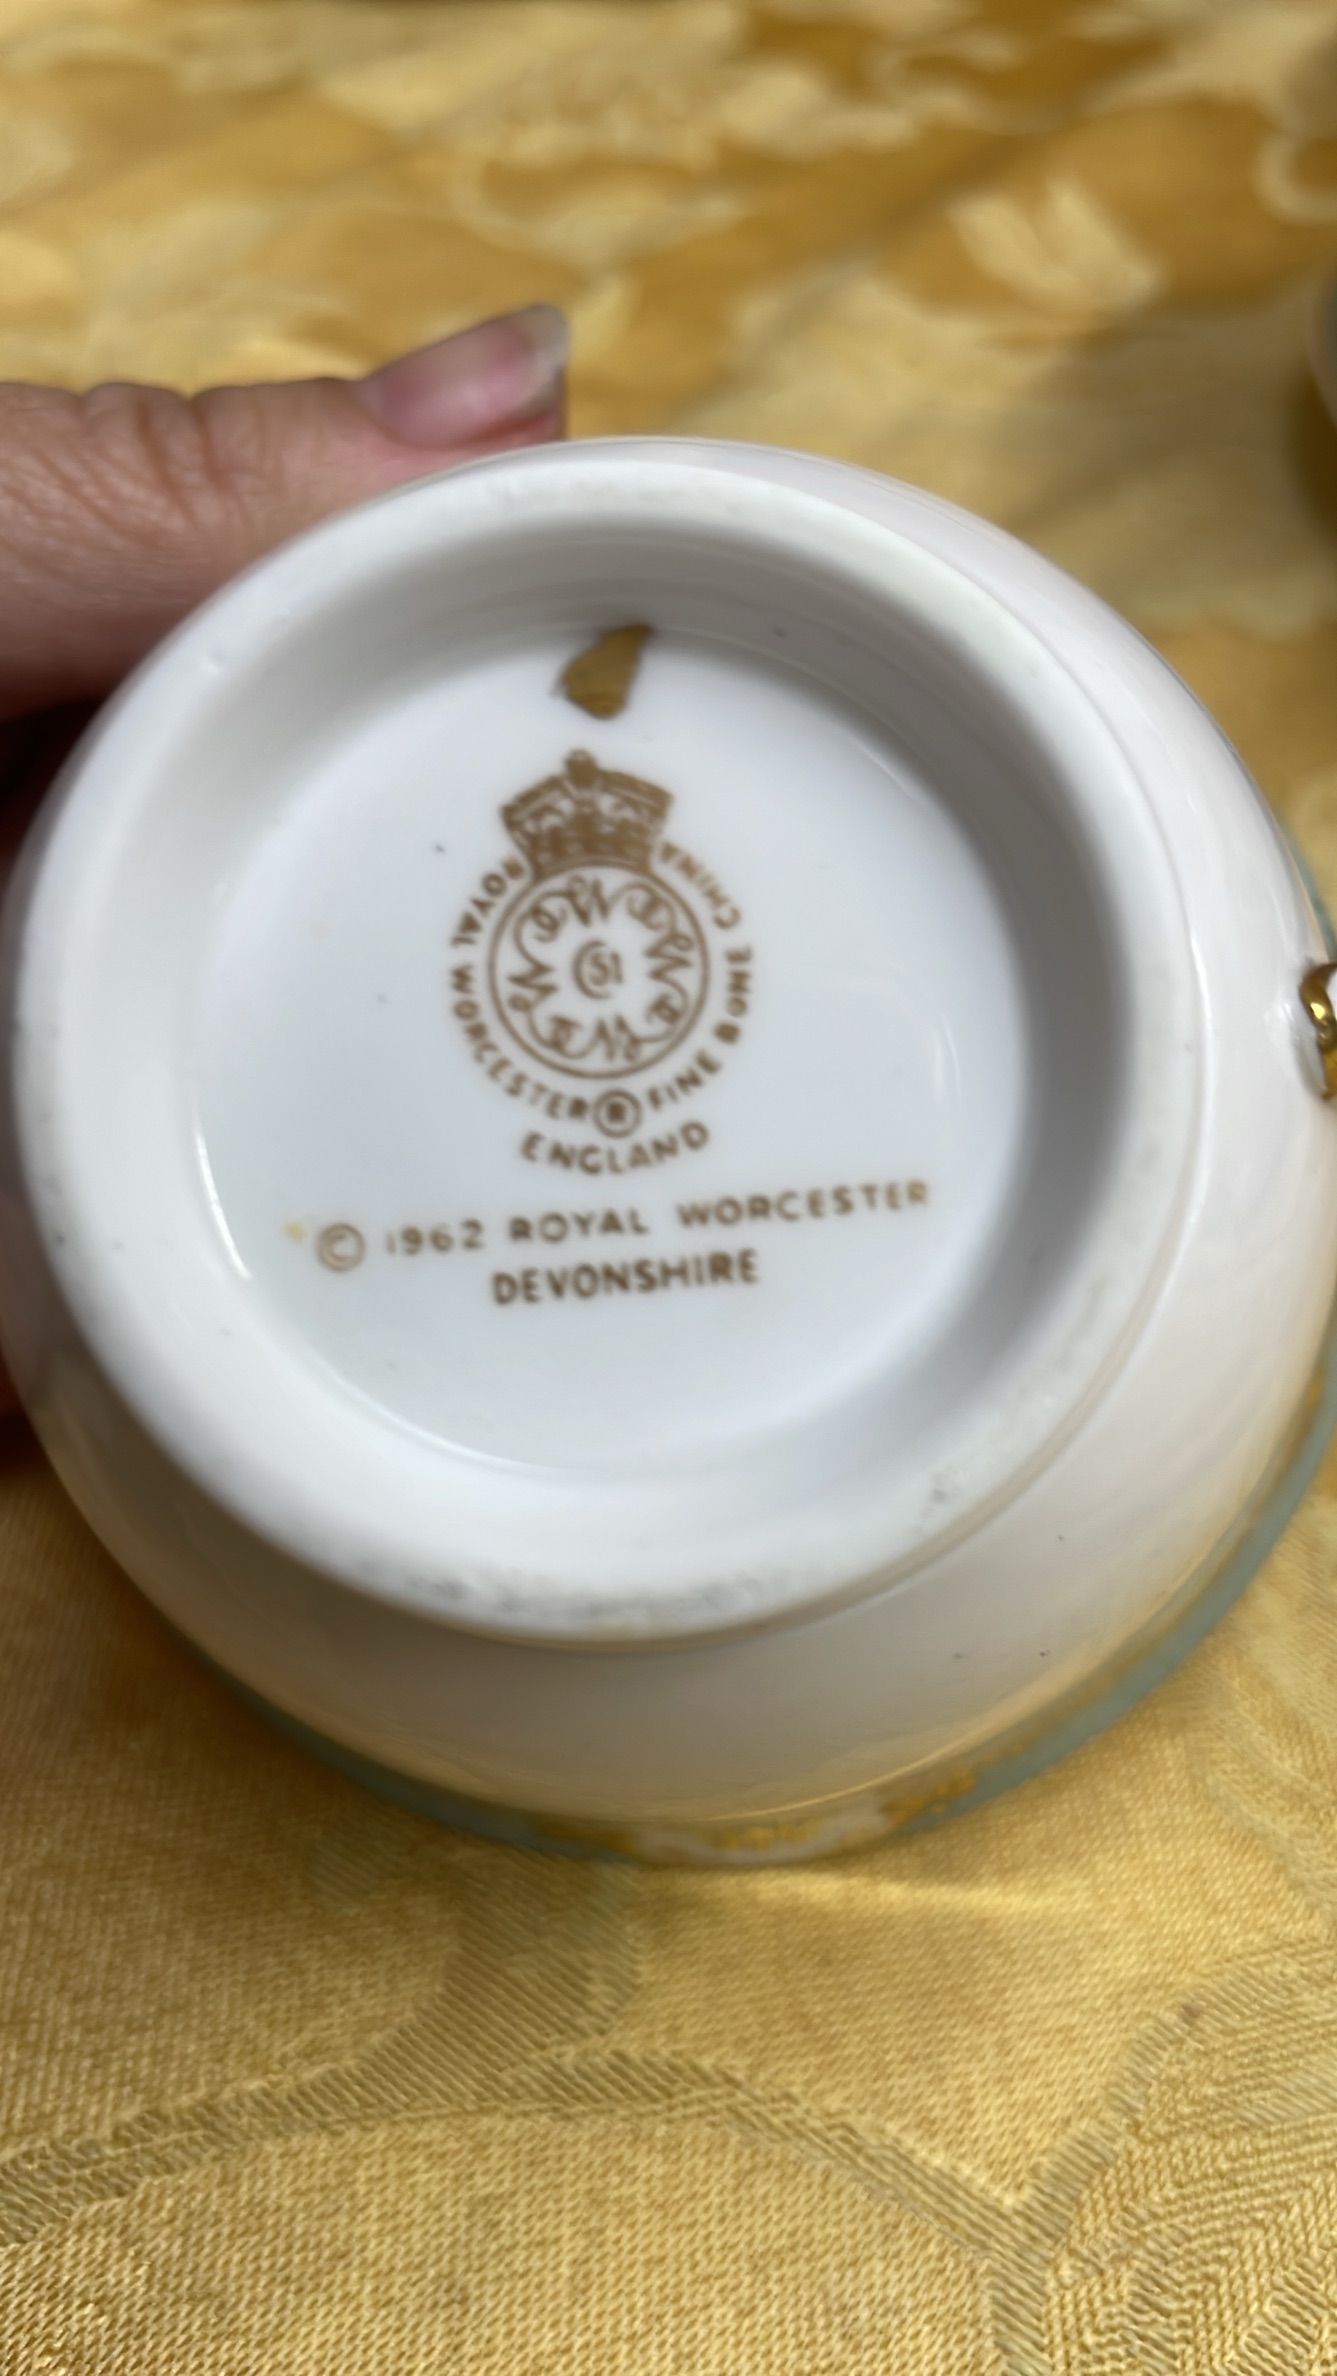 ROYAL WORCESTER ® FINE BONE CHINA
51
ENGLAND
© 1962 ROYAL WORCESTER
DEVONSHIRE